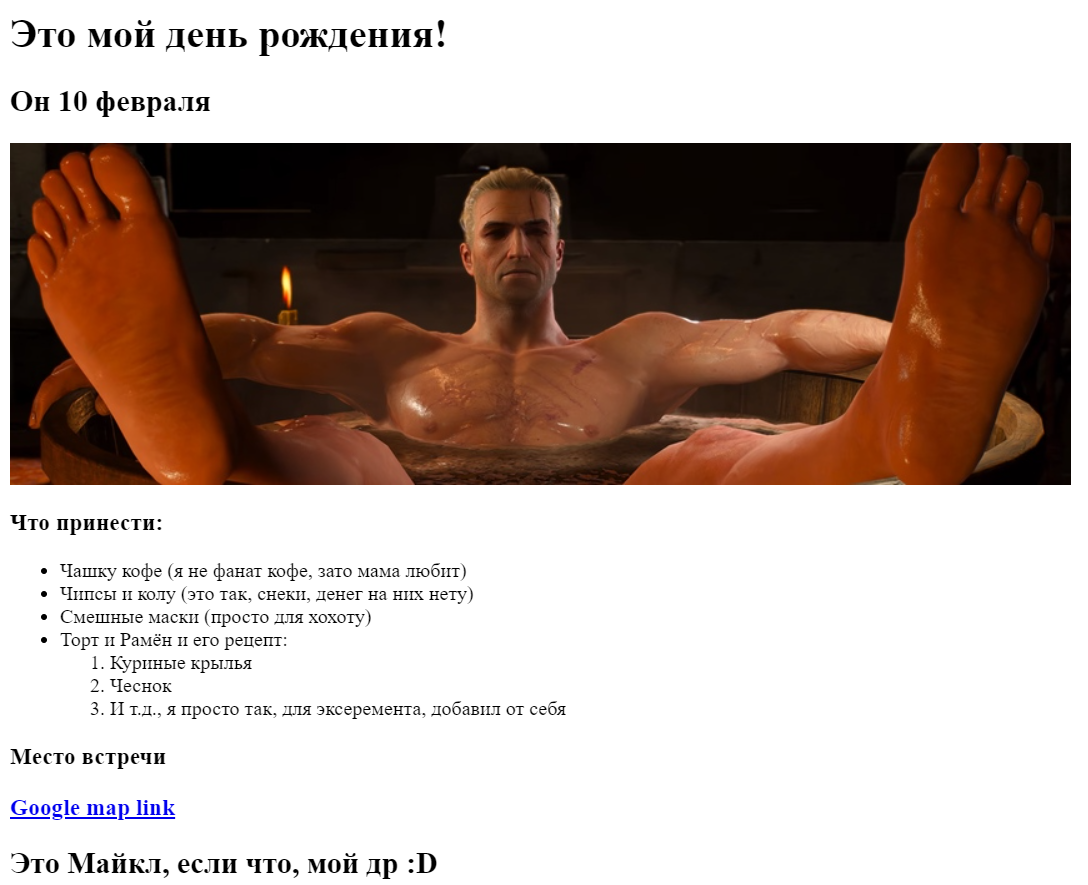 Это мой день рождения!
Он 10 февраля
Что принести:
Чашку кофе (я не фанат кофе, зато мама любит)
Чипсы и колу (это так, снеки, денег на них нету)
Смешные маски (просто для хохоту)
Торт и Рамён и его рецепт:
1. Куриные крылья
2. Чеснок
3. И т.д., я просто так, для эксеремента, добавил от себя
Место встречи
Google map link
Это Майкл, если что, мой др :D